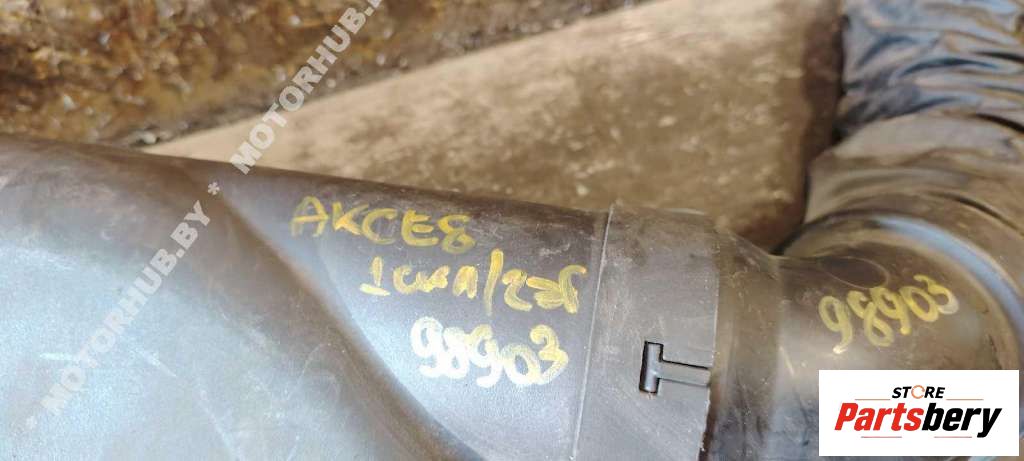 * MOTORHUB.BY * MOTORHUB.BY
AKCE8
98903
98903
STORE
Partsbery